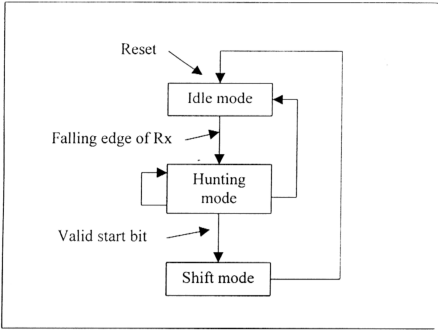 Reset
Idle mode
Falling edge of Rx
Hunting
mode
Valid start bit
Shift mode